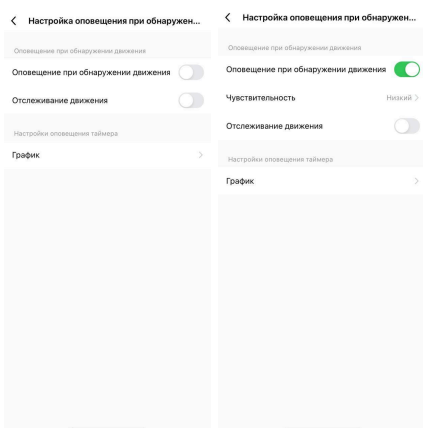 Настройка оповещения при обнаружен...
Оповещение при обнаружении движения
Оповещение при обнаружении движения
Отслеживание движения
Настройки оповещения таймера
График
Настройка оповещения при обнаружен...
Оповещение при обнаружении движения
Оповещение при обнаружении движения
Чувствительность Низкий
Отслеживание движения
Настройки оповещения таймера
График